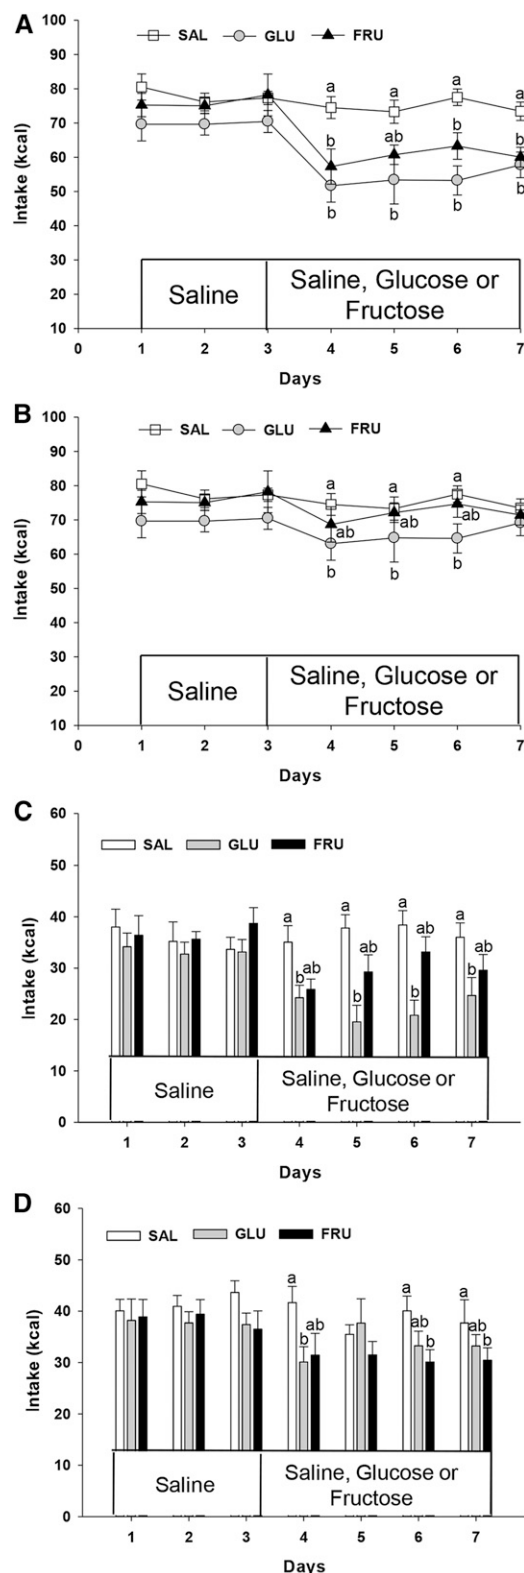 A
SAL GLU FRU
100
90
80
70
60
50
40
30
20
10
Intake (kcal)
a a a a
b ab b b
b b b b
Saline
Saline, Glucose or
Fructose
0 1 2 3 4 5 6 7
Days
B
SAL GLU FRU
100
90
80
70
60
50
40
30
20
10
Intake (kcal)
a a a
ab ab ab
b b b
Saline
Saline, Glucose or
Fructose
0 1 2 3 4 5 6 7
Days
C
SAL GLU FRU
60
50
40
30
20
10
0
Intake (kcal)
a b ab a b ab a b ab a b ab
Saline
Saline, Glucose or
Fructose
1 2 3 4 5 6 7
Days
D
SAL GLU FRU
60
50
40
30
20
10
0
Intake (kcal)
a b ab a ab b a ab b
Saline
Saline, Glucose or
Fructose
1 2 3 4 5 6 7
Days